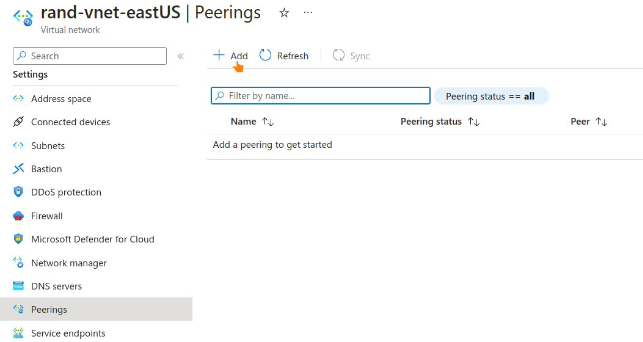 rand-vnet-eastUS | Peerings
Virtual network
Search
Settings
Address space
Connected devices
Subnets
Bastion
DDoS protection
Firewall
Microsoft Defender for Cloud
Network manager
DNS servers
Peerings
Service endpoints
Add Refresh Sync
Filter by name... Peering status == all
Name Peering status Peer
Add a peering to get started